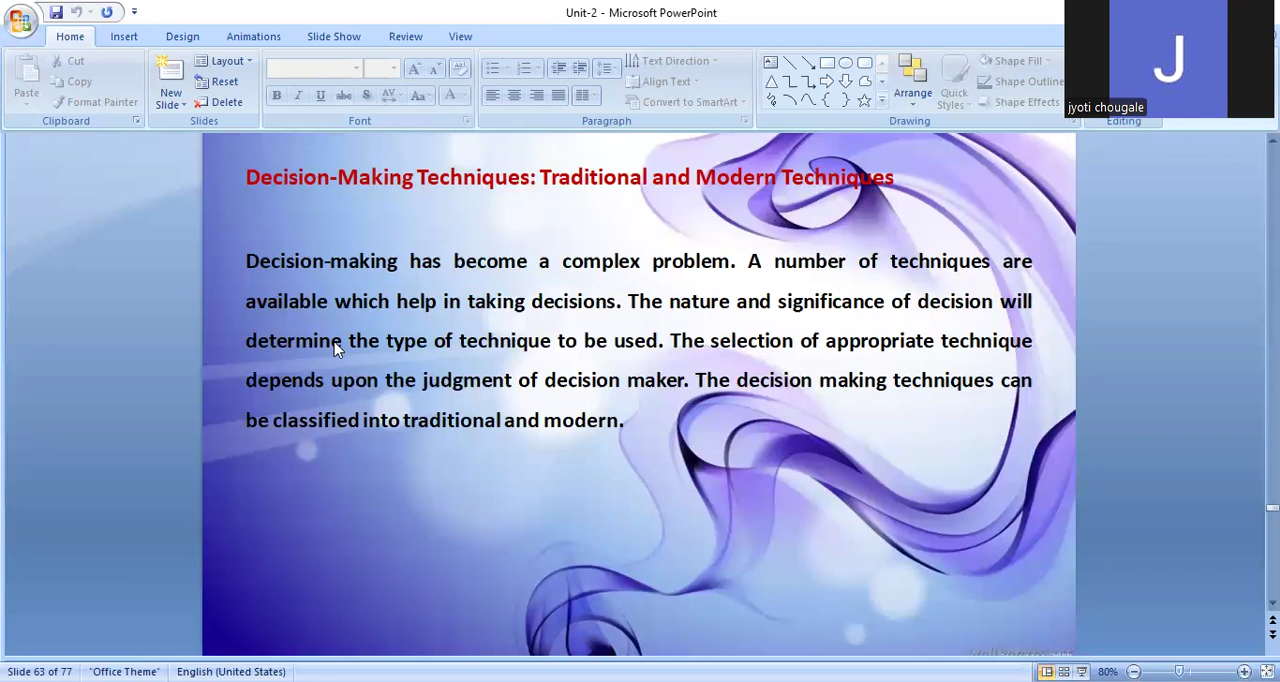 Unit-2 - Microsoft PowerPoint
Home Insert Design Animations Slide Show Review View
Paste
Cut
Copy
Format Painter
Clipboard
New
Slide
Layout
Reset
Delete
Slides
Font
Text Direction
Align Text
Convert to SmartArt
Paragraph
Arrange
Quick
Styles
Shape Fill
Shape Outline
Shape Effects
Drawing
Editing
J
jyoti chougale
Decision-Making Techniques: Traditional and Modern Techniques
Decision-making has become a complex problem. A number of techniques are
available which help in taking decisions. The nature and significance of decision will
determine the type of technique to be used. The selection of appropriate technique
depends upon the judgment of decision maker. The decision making techniques can
be classified into traditional and modern.
Slide 63 of 77 "Office Theme" English (United States) 80%